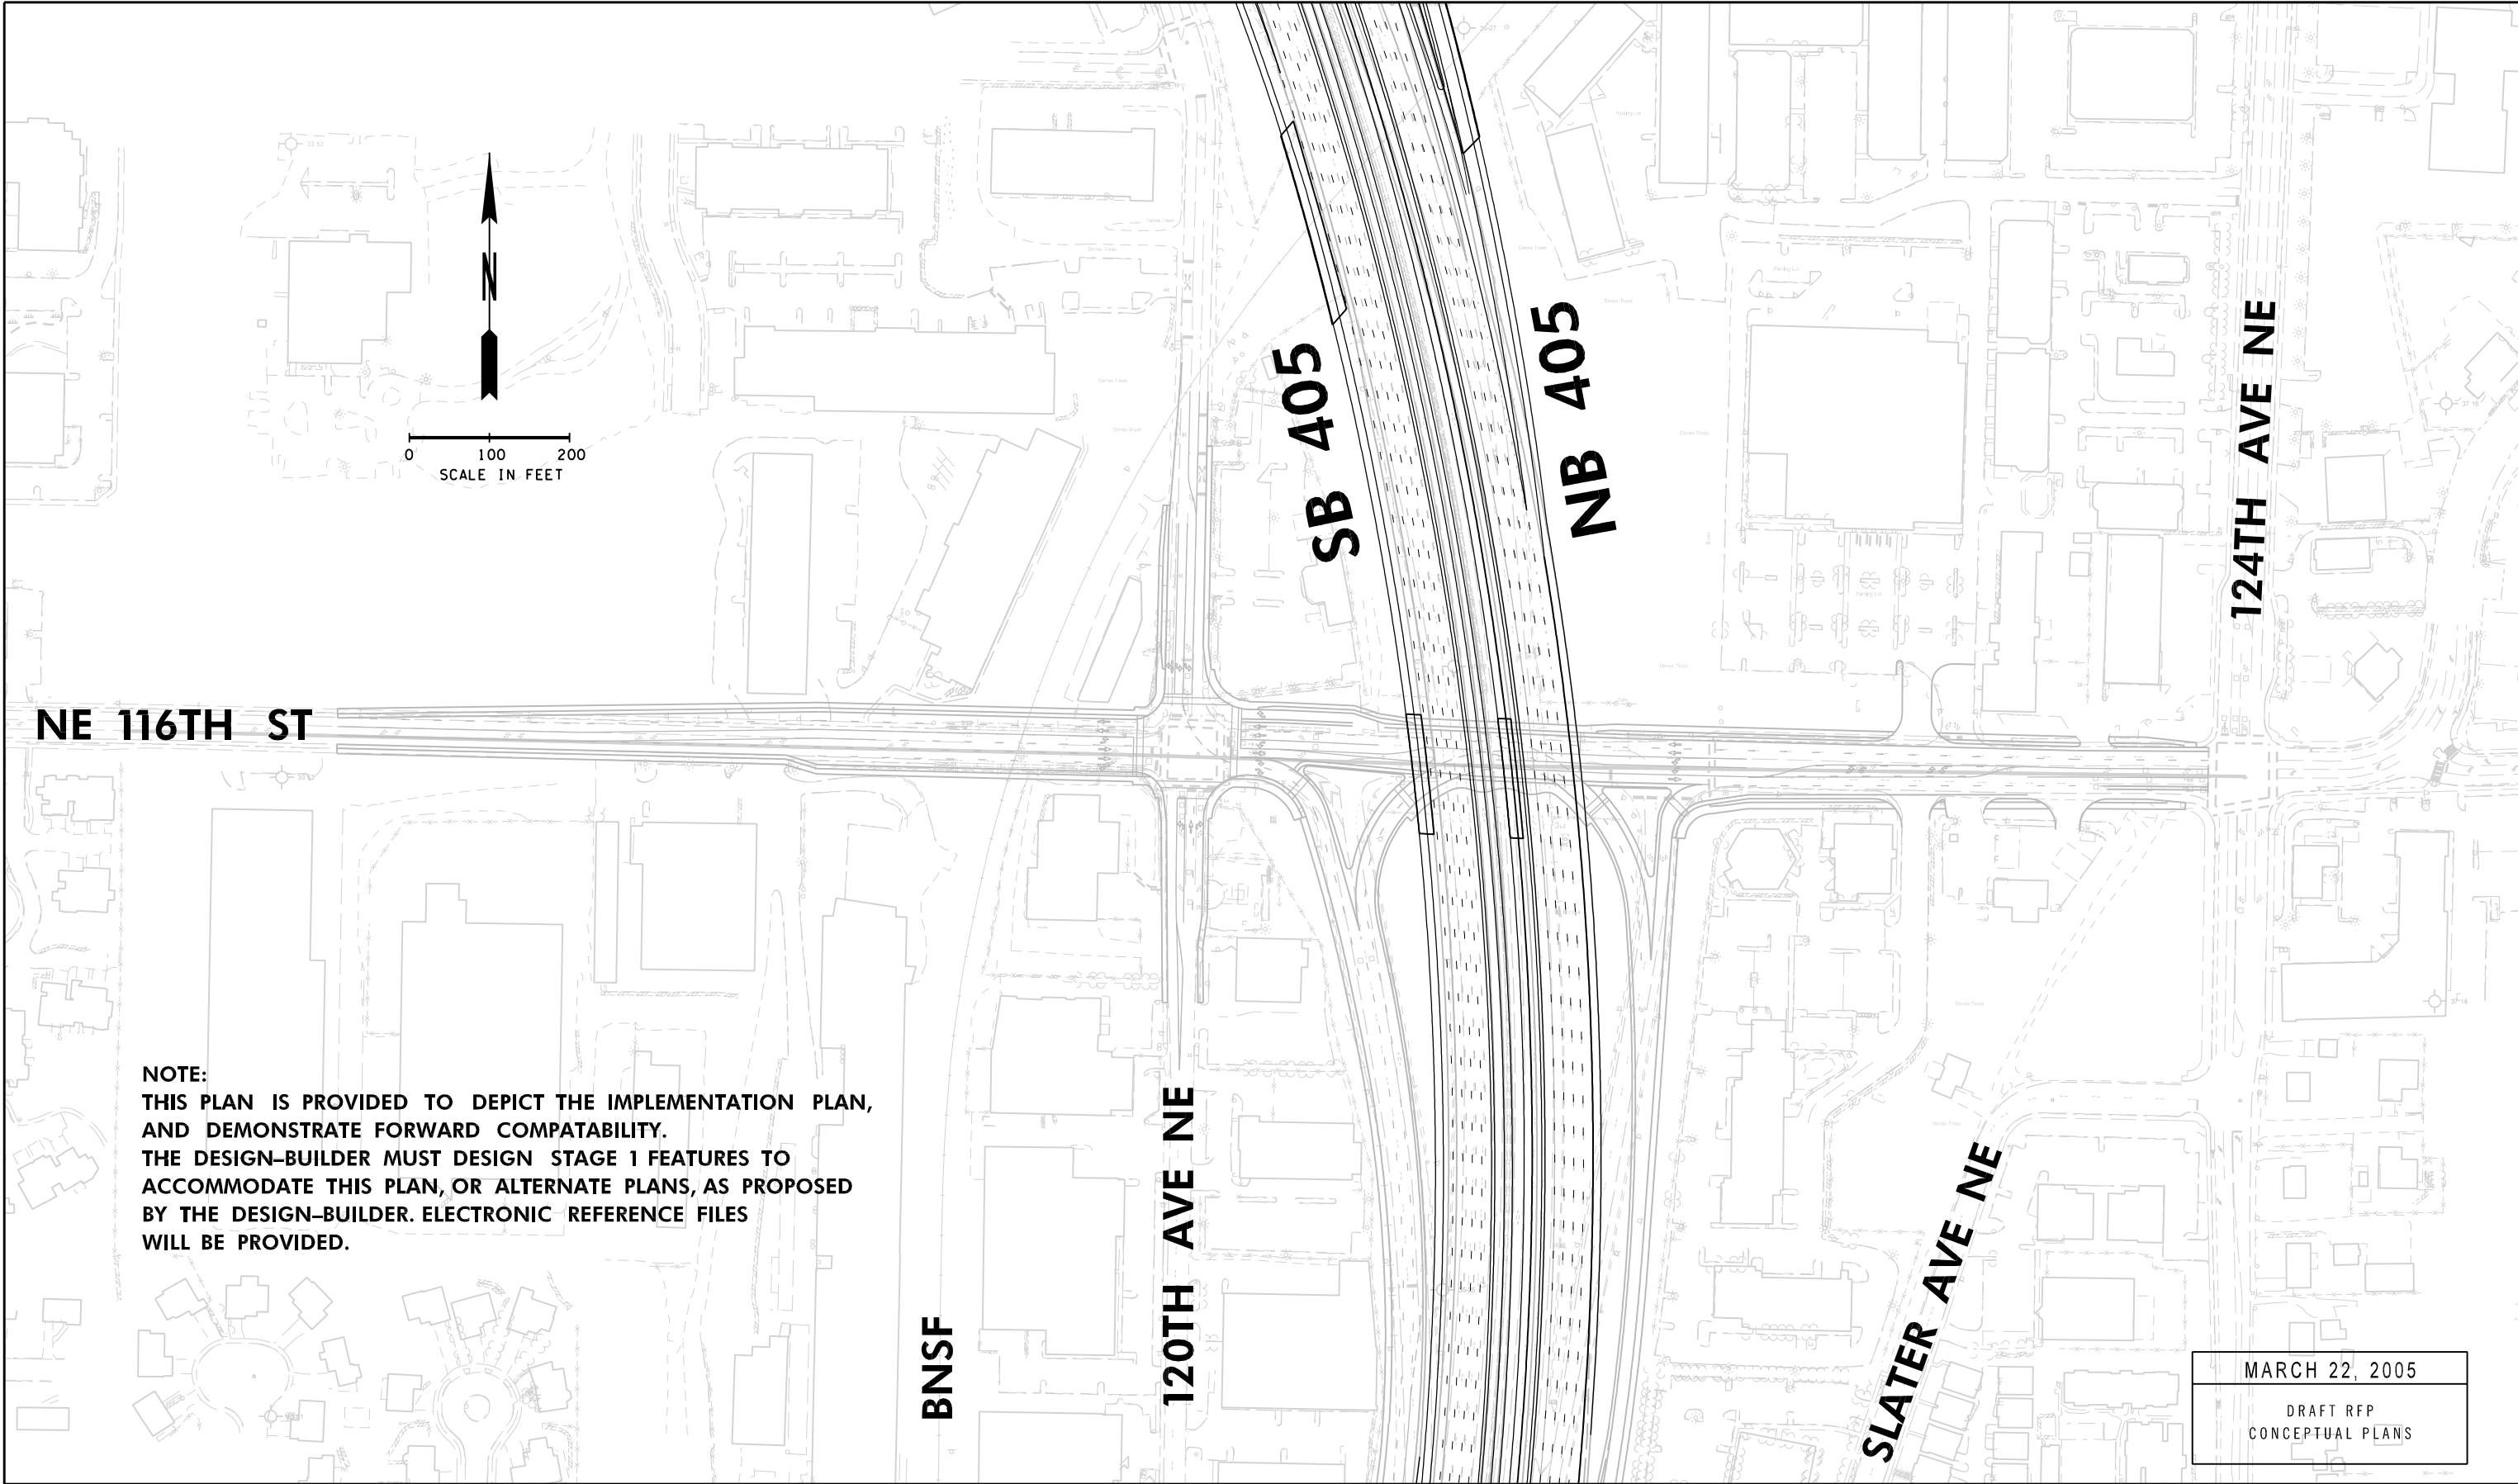 N
0 100 200
SCALE IN FEET
SB 405
NB 405
124TH AVE NE
NE 116TH ST
NOTE:
THIS PLAN IS PROVIDED TO DEPICT THE IMPLEMENTATION PLAN,
AND DEMONSTRATE FORWARD COMPATABILITY.
THE DESIGN–BUILDER MUST DESIGN STAGE 1 FEATURES TO
ACCOMMODATE THIS PLAN, OR ALTERNATE PLANS, AS PROPOSED
BY THE DESIGN–BUILDER. ELECTRONIC REFERENCE FILES
WILL BE PROVIDED.
BNSF
120TH AVE NE
SLATER AVE NE
MARCH 22, 2005
DRAFT RFP
CONCEPTUAL PLANS